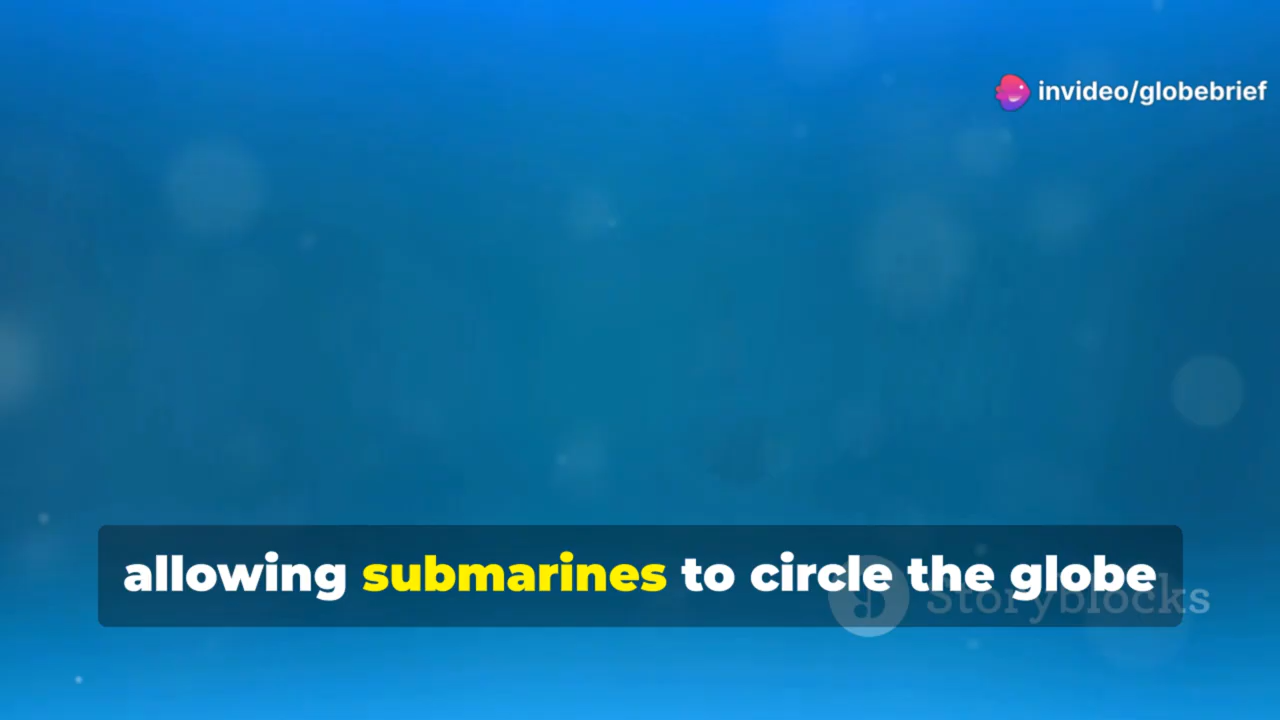 invideo/globebrief
allowing submarines to circle the globe
Storyblocks